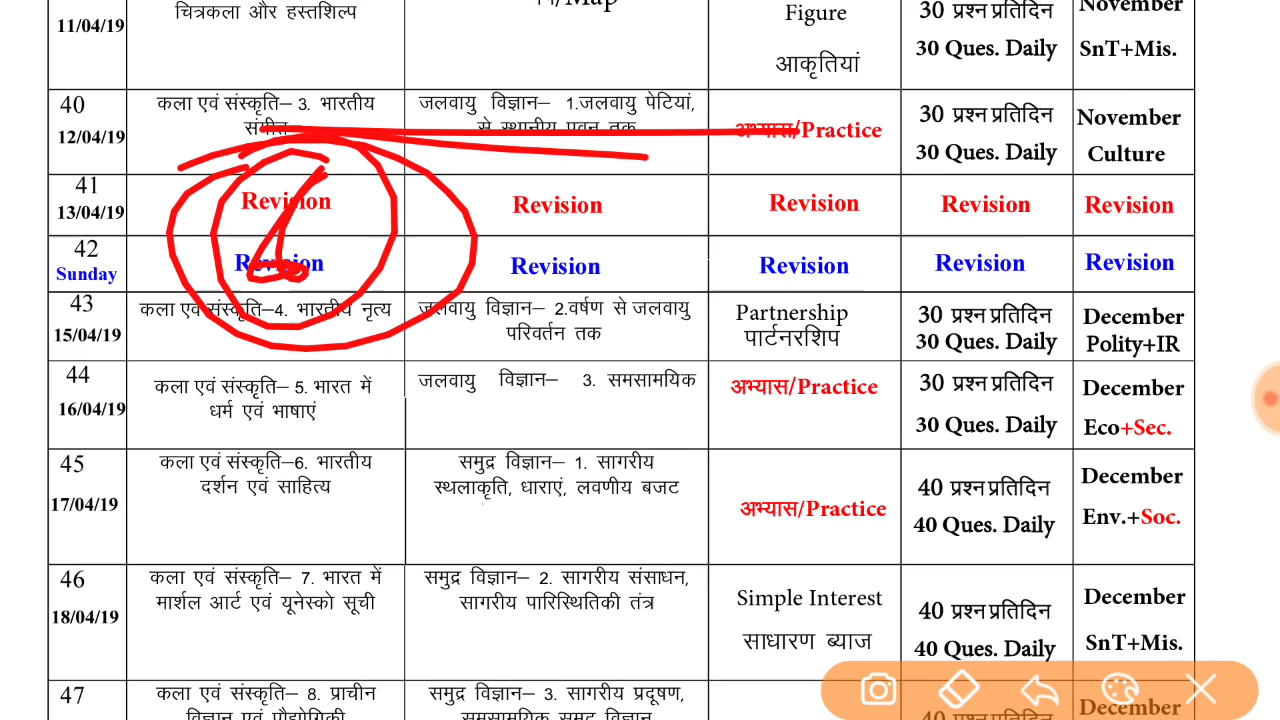 11/04/19
चित्रकला और हस्तशिल्प
Figure
आकृतियां
30 प्रश्न प्रतिदिन
30 Ques. Daily
November
SnT+Mis.
40
12/04/19
कला एवं संस्कृति– 3. भारतीय
संगीत
जलवायु विज्ञान– 1.जलवायु पेटियां,
से स्थानीय पवन तक
अभ्यास/Practice
30 प्रश्न प्रतिदिन
30 Ques. Daily
November
Culture
41
13/04/19
Revision
Revision
Revision
Revision
Revision
42
Sunday
Revision
Revision
Revision
Revision
Revision
43
15/04/19
कला एवं संस्कृति–4. भारतीय नृत्य
जलवायु विज्ञान– 2.वर्षण से जलवायु
परिवर्तन तक
Partnership
पार्टनरशिप
30 प्रश्न प्रतिदिन
30 Ques. Daily
December
Polity+IR
44
16/04/19
कला एवं संस्कृति– 5. भारत में
धर्म एवं भाषाएं
जलवायु विज्ञान– 3. समसामयिक
अभ्यास/Practice
30 प्रश्न प्रतिदिन
30 Ques. Daily
December
Eco+Sec.
45
17/04/19
कला एवं संस्कृति–6. भारतीय
दर्शन एवं साहित्य
समुद्र विज्ञान– 1. सागरीय
स्थलाकृति, धाराएं, लवणीय बजट
अभ्यास/Practice
40 प्रश्न प्रतिदिन
40 Ques. Daily
December
Env.+Soc.
46
18/04/19
कला एवं संस्कृति– 7. भारत में
मार्शल आर्ट एवं यूनेस्को सूची
समुद्र विज्ञान– 2. सागरीय संसाधन,
सागरीय पारिस्थितिकी तंत्र
Simple Interest
साधारण ब्याज
40 प्रश्न प्रतिदिन
40 Ques. Daily
December
SnT+Mis.
47
कला एवं संस्कृति– 8. प्राचीन
विज्ञान एवं प्रौद्योगिकी
समुद्र विज्ञान– 3. सागरीय प्रदूषण,
समसामयिक समुद्र विज्ञान
December